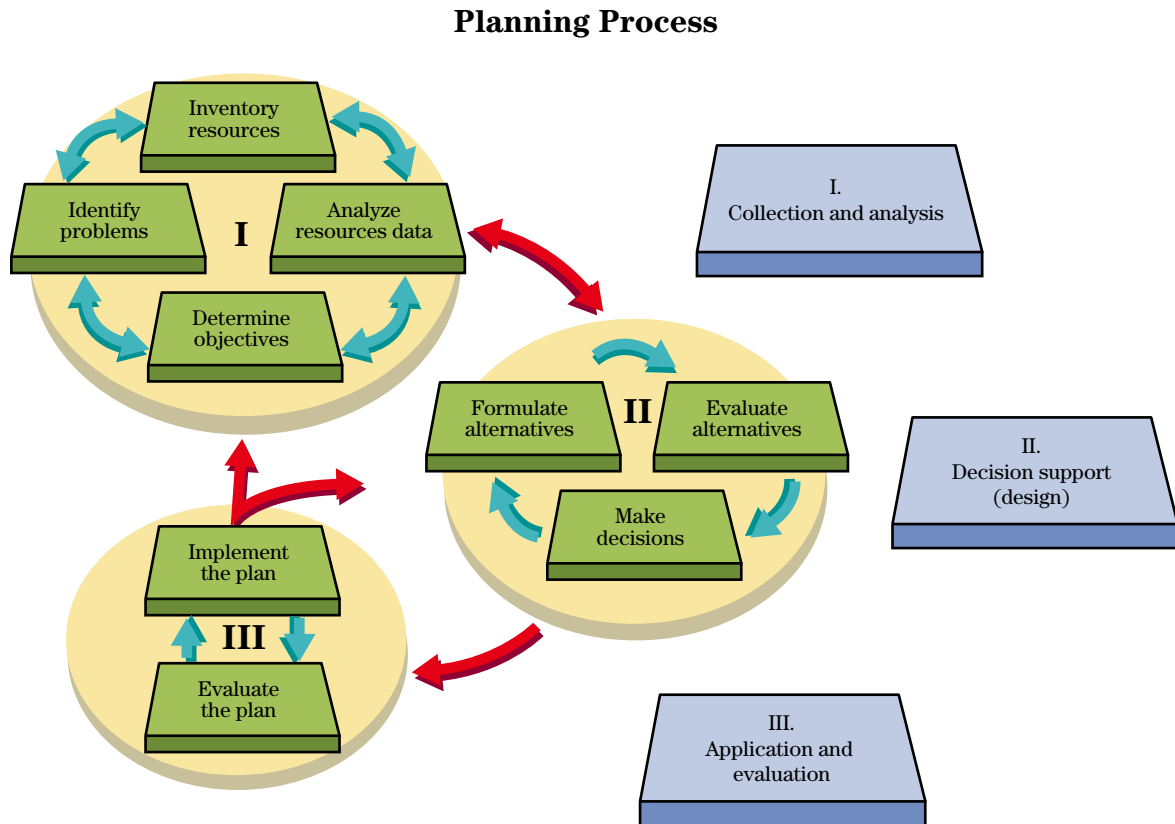 Planning Process
Inventory
resources
Identify
problems
I
Analyze
resources data
Determine
objectives
I.
Collection and analysis
Formulate
alternatives
II
Evaluate
alternatives
Make
decisions
II.
Decision support
(design)
Implement
the plan
III
Evaluate
the plan
III.
Application and
evaluation